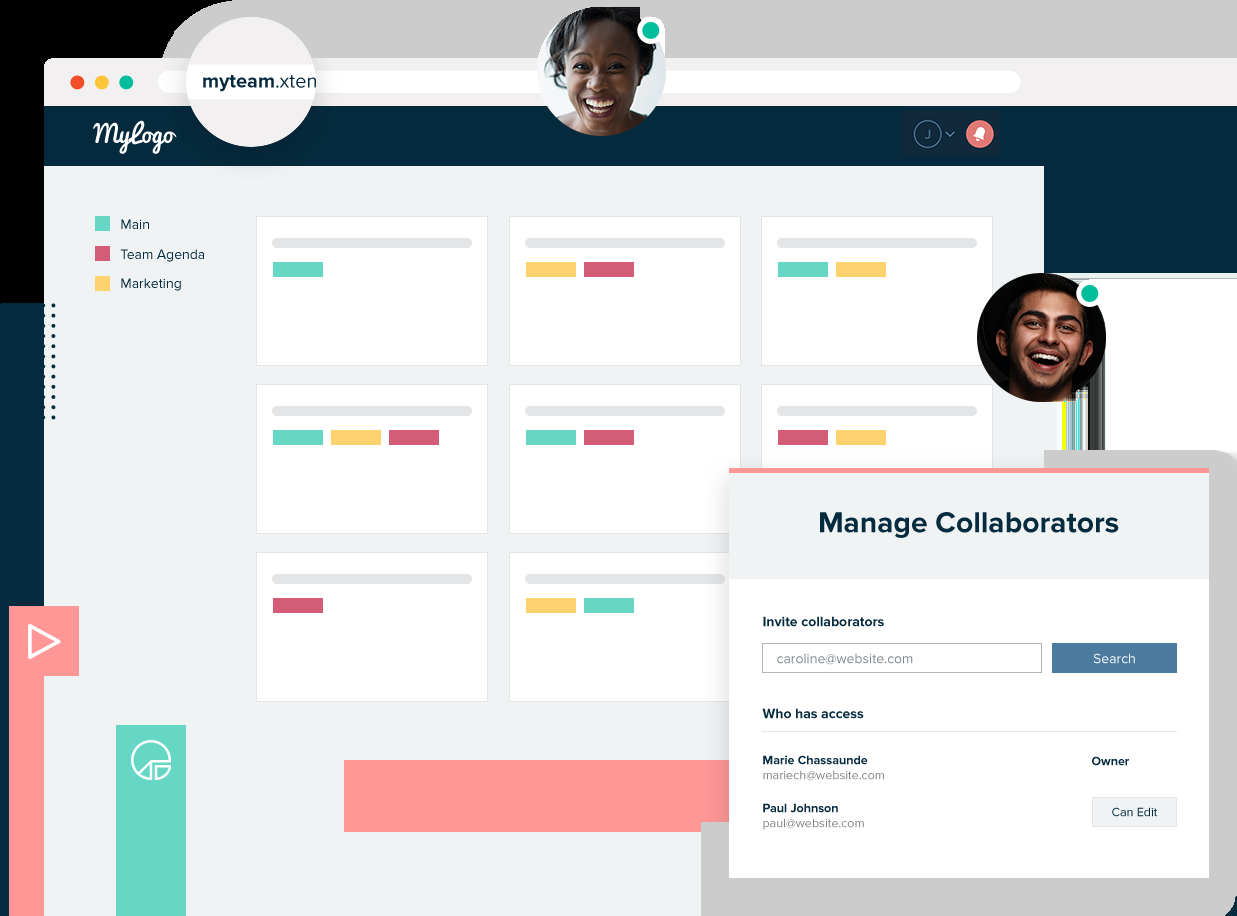 myteam.xten
MyLogo
J
Main
Team Agenda
Marketing
Manage Collaborators
Invite collaborators
caroline@website.com
Search
Who has access
Marie Chassaunde
Owner
mariech@website.com
Paul Johnson
Can Edit
paul@website.com